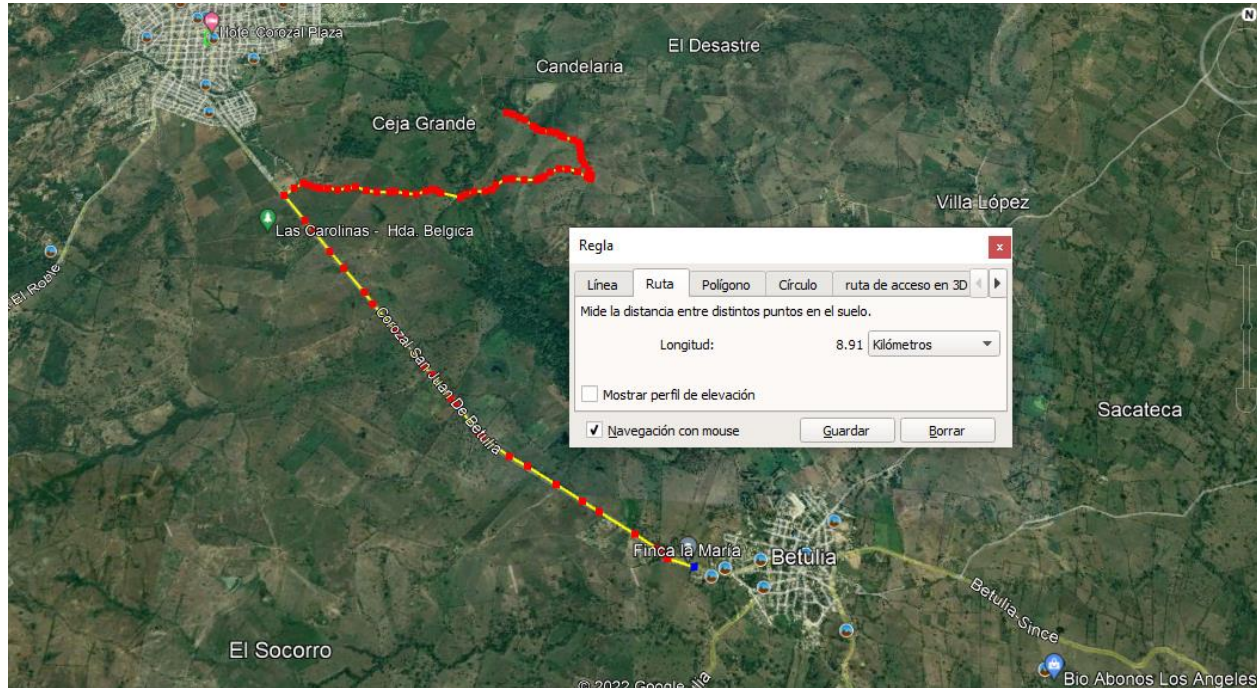 Hotel Corozal Plaza
El Desastre
Candelaria
Ceja Grande
Villa López
Las Carolinas - Hda. Belgica
El Roble
Corozal San Juan De Betulia
Regla
x
Línea Ruta Polígono Círculo ruta de acceso en 3D
Mide la distancia entre distintos puntos en el suelo.
Longitud: 8.91 Kilómetros
Mostrar perfil de elevación
Navegación con mouse Guardar Borrar
Sacateca
Finca la María
Betulia
Betulia-Since
El Socorro
© 2022 Google
Bio Abonos Los Angeles
N